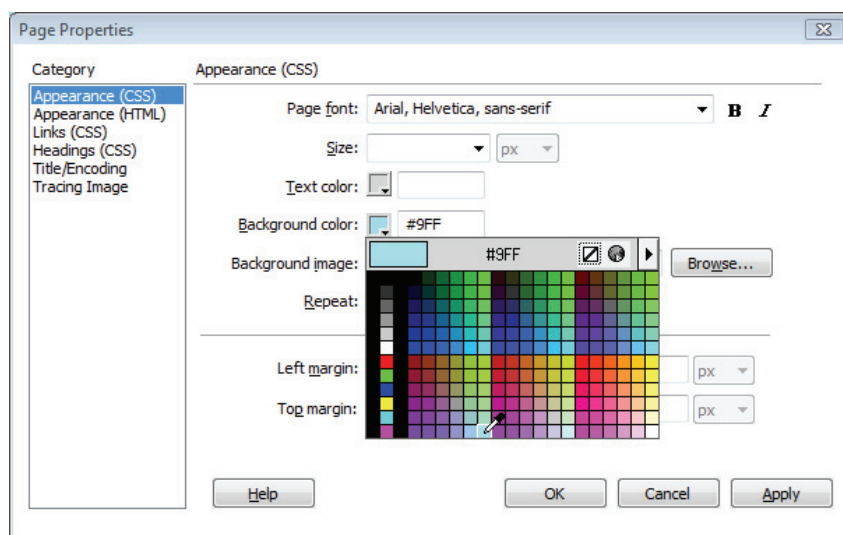 Page Properties
Category
Appearance (CSS)
Appearance (HTML)
Links (CSS)
Headings (CSS)
Title/Encoding
Tracing Image
Appearance (CSS)
Page font: Arial, Helvetica, sans-serif B I
Size: px
Text color:
Background color: #9FF
#9FF
Background image: Browse...
Repeat:
Left margin: px
Top margin: px
Help OK Cancel Apply